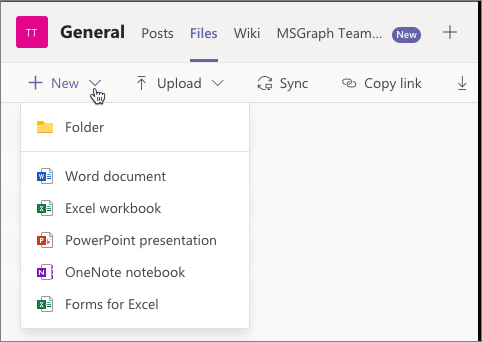 TT General Posts Files Wiki MSGraph Team... New
New Upload Sync Copy link
Folder
Word document
Excel workbook
PowerPoint presentation
OneNote notebook
Forms for Excel